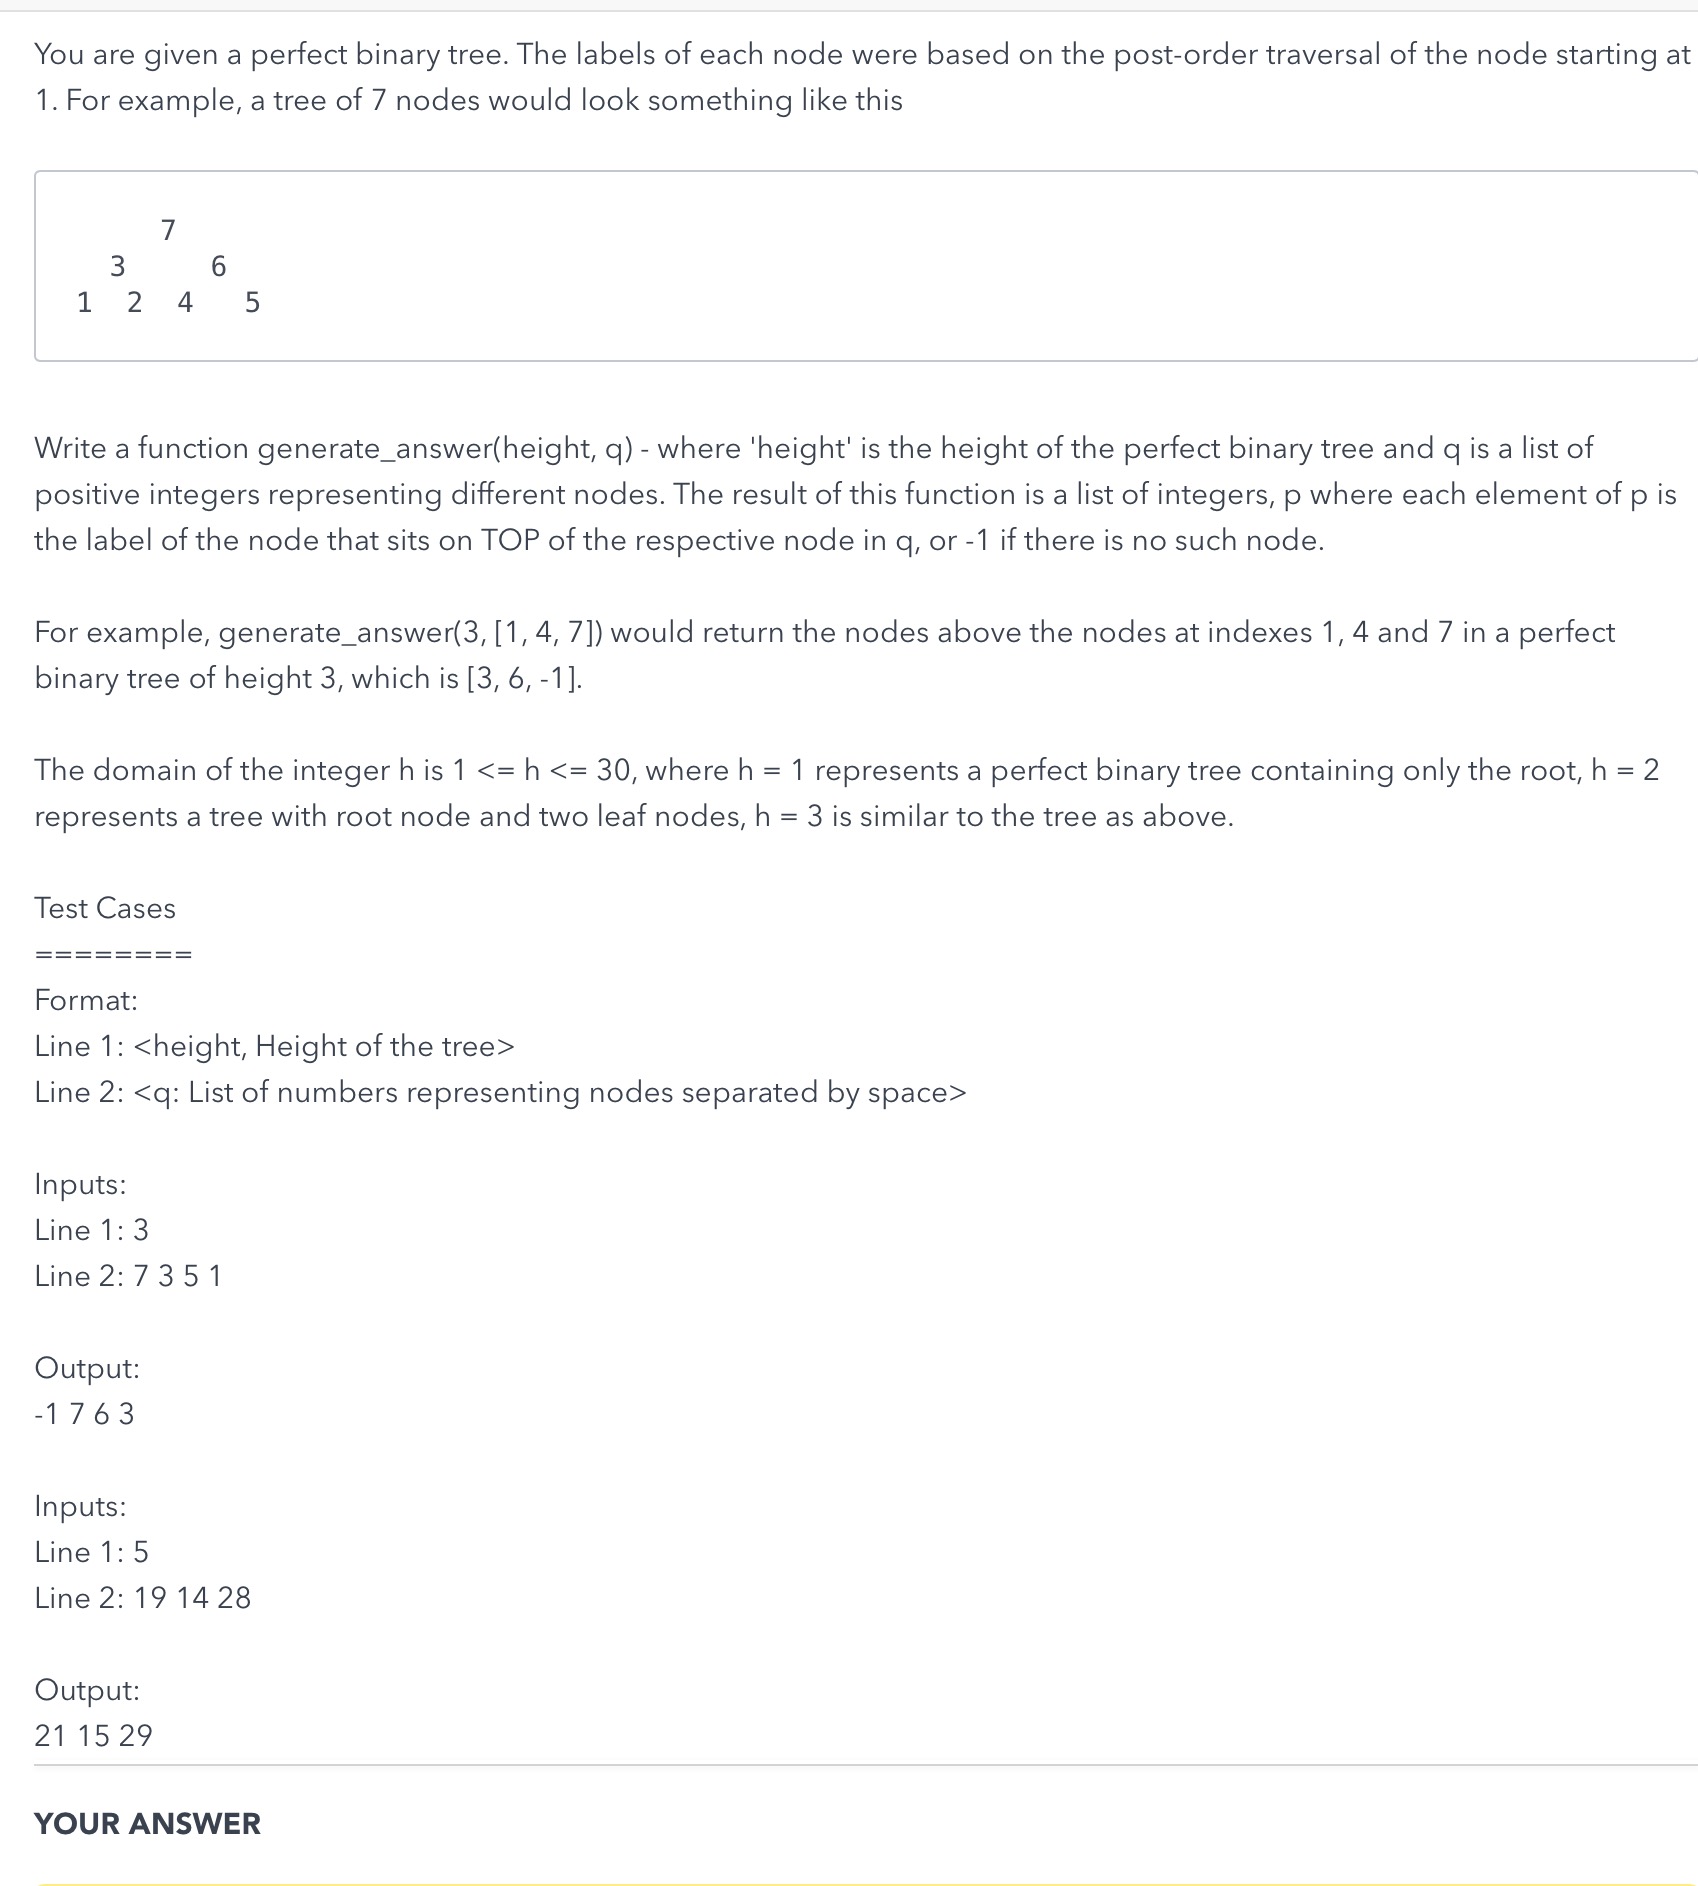 You are given a perfect binary tree. The labels of each node were based on the post-order traversal of the node starting at
1. For example, a tree of 7 nodes would look something like this
7
3 6
1 2 4 5
Write a function generate_answer(height, q) - where 'height' is the height of the perfect binary tree and q is a list of
positive integers representing different nodes. The result of this function is a list of integers, p where each element of p is
the label of the node that sits on TOP of the respective node in q, or -1 if there is no such node.
For example, generate_answer(3, [1, 4, 7]) would return the nodes above the nodes at indexes 1, 4 and 7 in a perfect
binary tree of height 3, which is [3, 6, -1].
The domain of the integer h is 1 <= h <= 30, where h = 1 represents a perfect binary tree containing only the root, h = 2
represents a tree with root node and two leaf nodes, h = 3 is similar to the tree as above.
Test Cases
========
Format:
Line 1: <height, Height of the tree>
Line 2: <q: List of numbers representing nodes separated by space>
Inputs:
Line 1: 3
Line 2: 7 3 5 1
Output:
-1 7 6 3
Inputs:
Line 1: 5
Line 2: 19 14 28
Output:
21 15 29
YOUR ANSWER